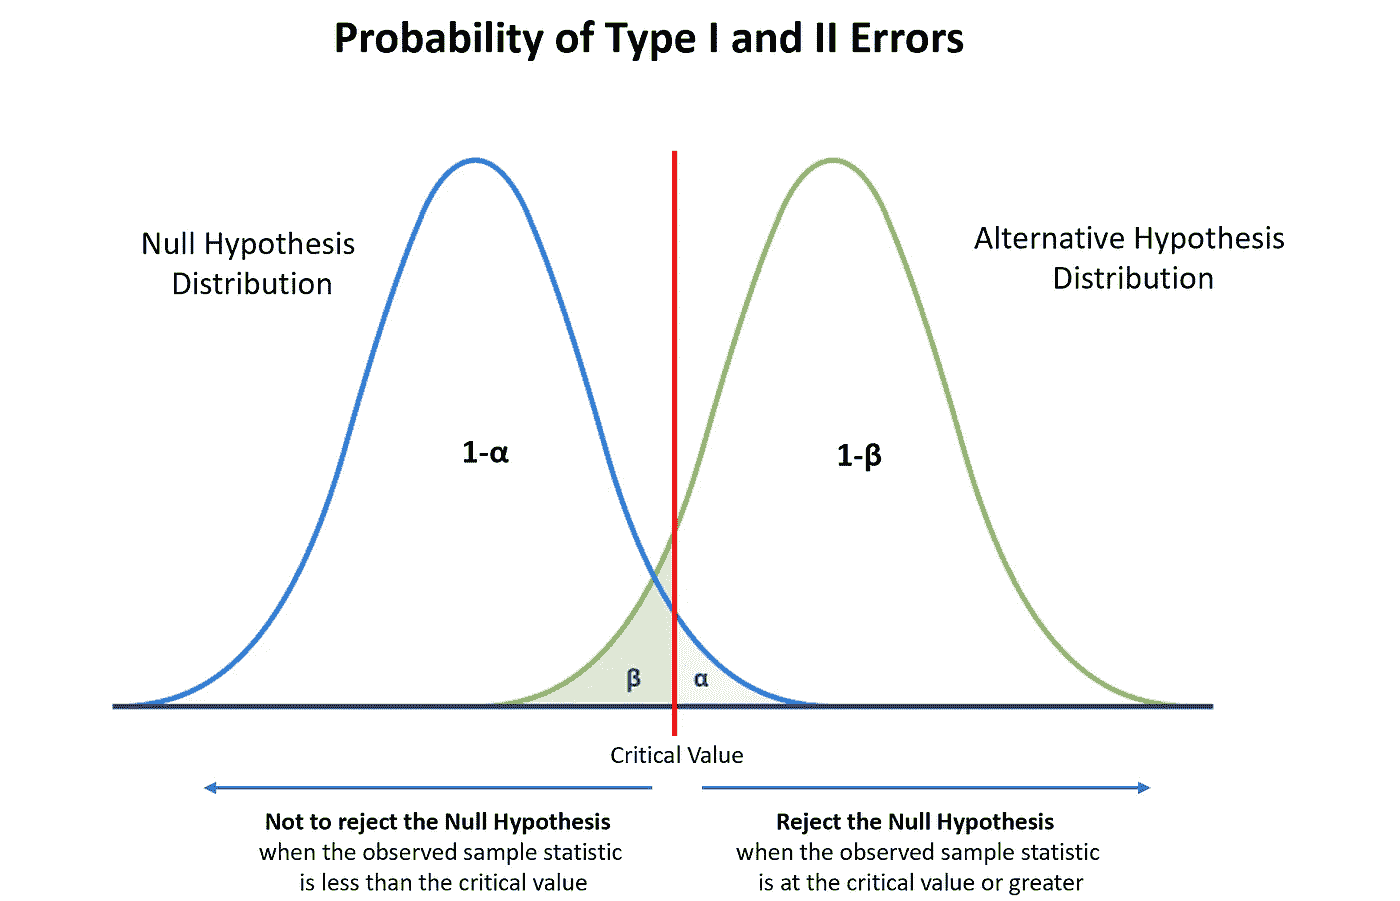 Probability of Type I and II Errors
Null Hypothesis
Distribution
Alternative Hypothesis
Distribution
1-α
1-β
β
α
Critical Value
Not to reject the Null Hypothesis
when the observed sample statistic
is less than the critical value
Reject the Null Hypothesis
when the observed sample statistic
is at the critical value or greater